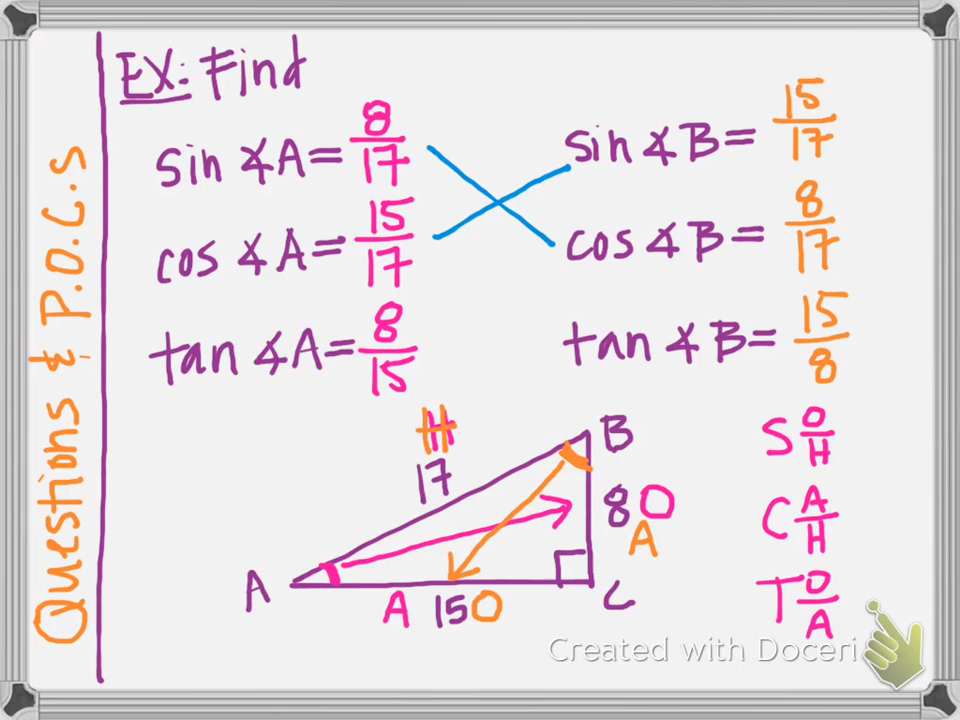 Questions & P.O.C.s
EX: Find
sin ∡A = 8/17
sin ∡B = 15/17
cos ∡A = 15/17
cos ∡B = 8/17
tan ∡A = 8/15
tan ∡B = 15/8
H
17
B
8 O
A
A
A 15 O
C
S O/H
C A/H
T O/A
Created with Doceri